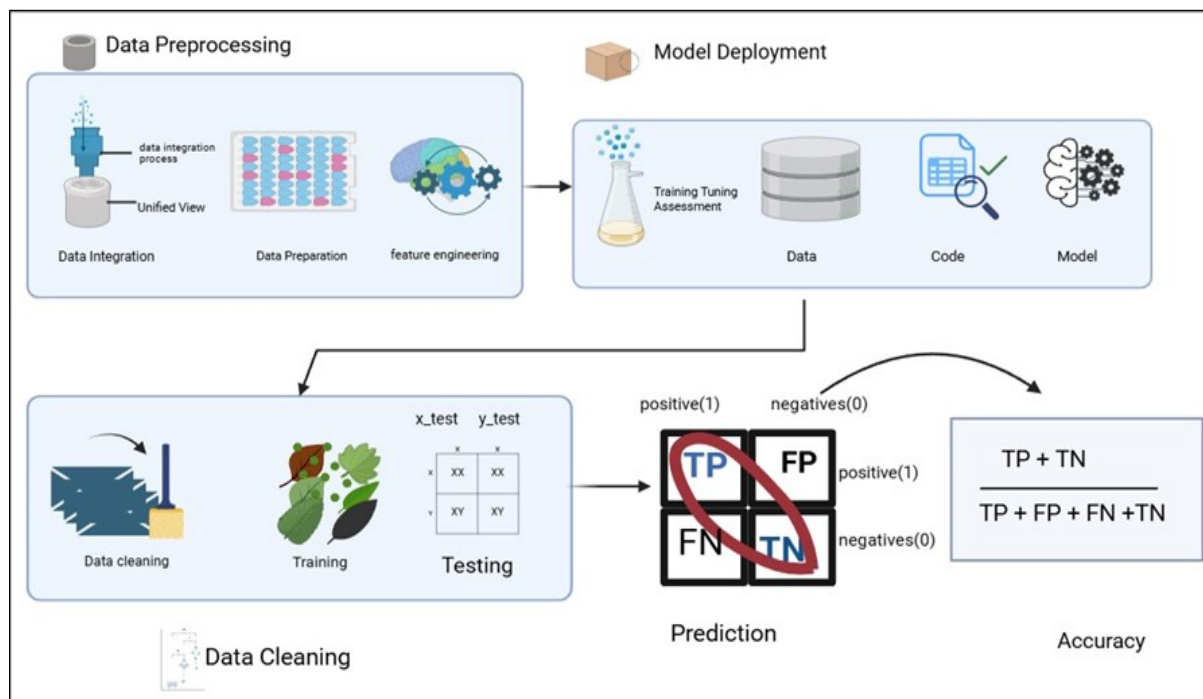 Data Preprocessing
Model Deployment
data integration
process
Unified View
Data Integration
Data Preparation
feature engineering
Training Tuning
Assessment
Data
Code
Model
x_test y_test
x x
x XX XX
Y XY XY
Data cleaning
Training
Testing
positive(1) negatives(0)
TP FP positive(1)
FN TN negatives(0)
Prediction
TP + TN
TP + FP + FN +TN
Accuracy
Data Cleaning